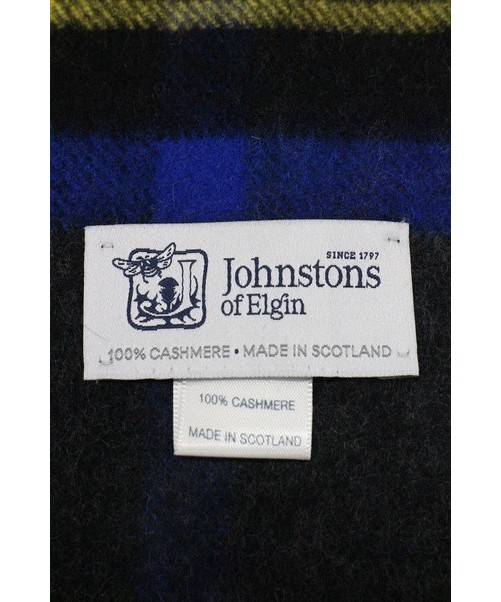 SINCE 1797
Johnstons
of Elgin
100% CASHMERE • MADE IN SCOTLAND
100% CASHMERE
MADE IN SCOTLAND